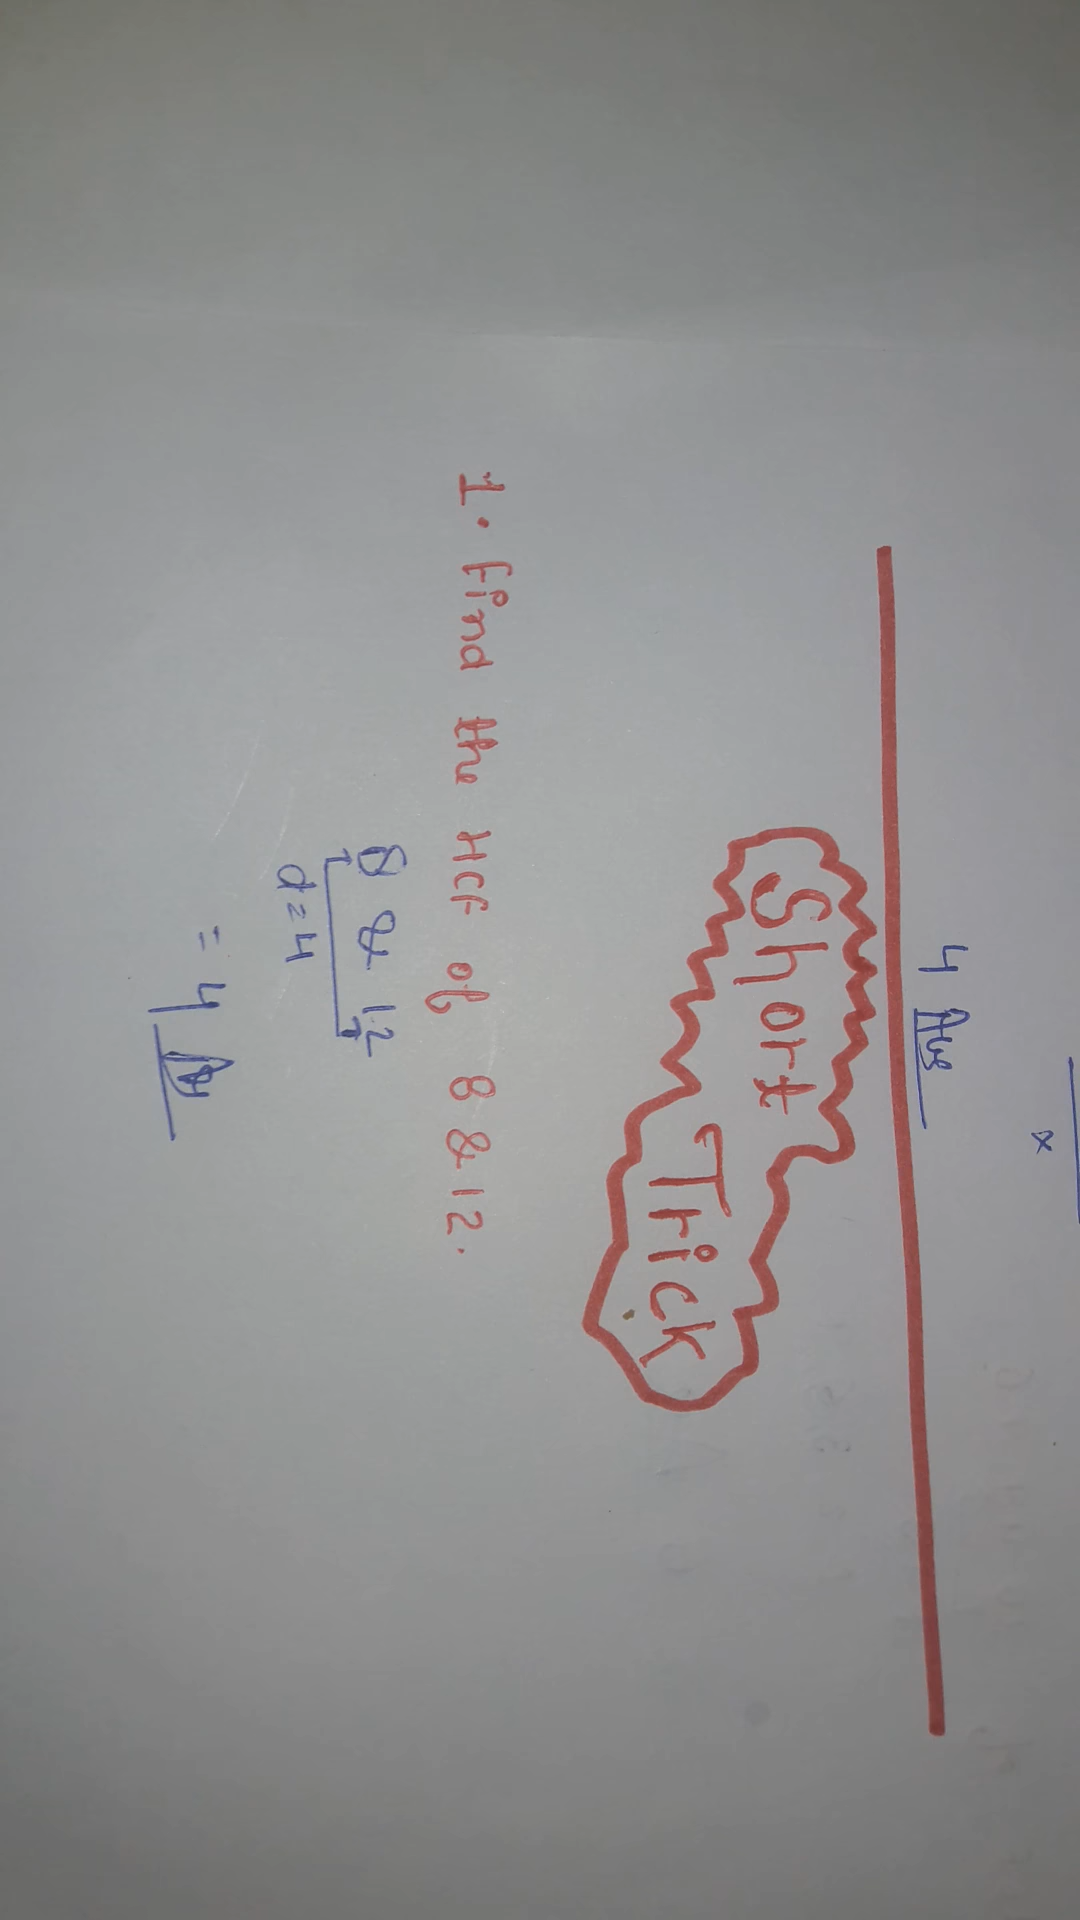 ×
4 Ans
Short Trick
1. Find the HCF of 8 & 12.
8 & 12
d = 4
= 4